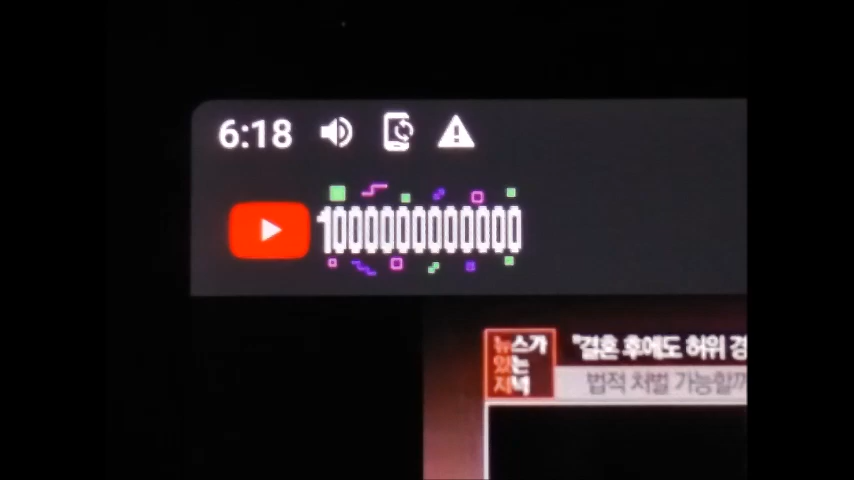 6:18
1000000000000
뉴스가
있는
저녁
"결혼 후에도 허위 경
법적 처벌 가능할까